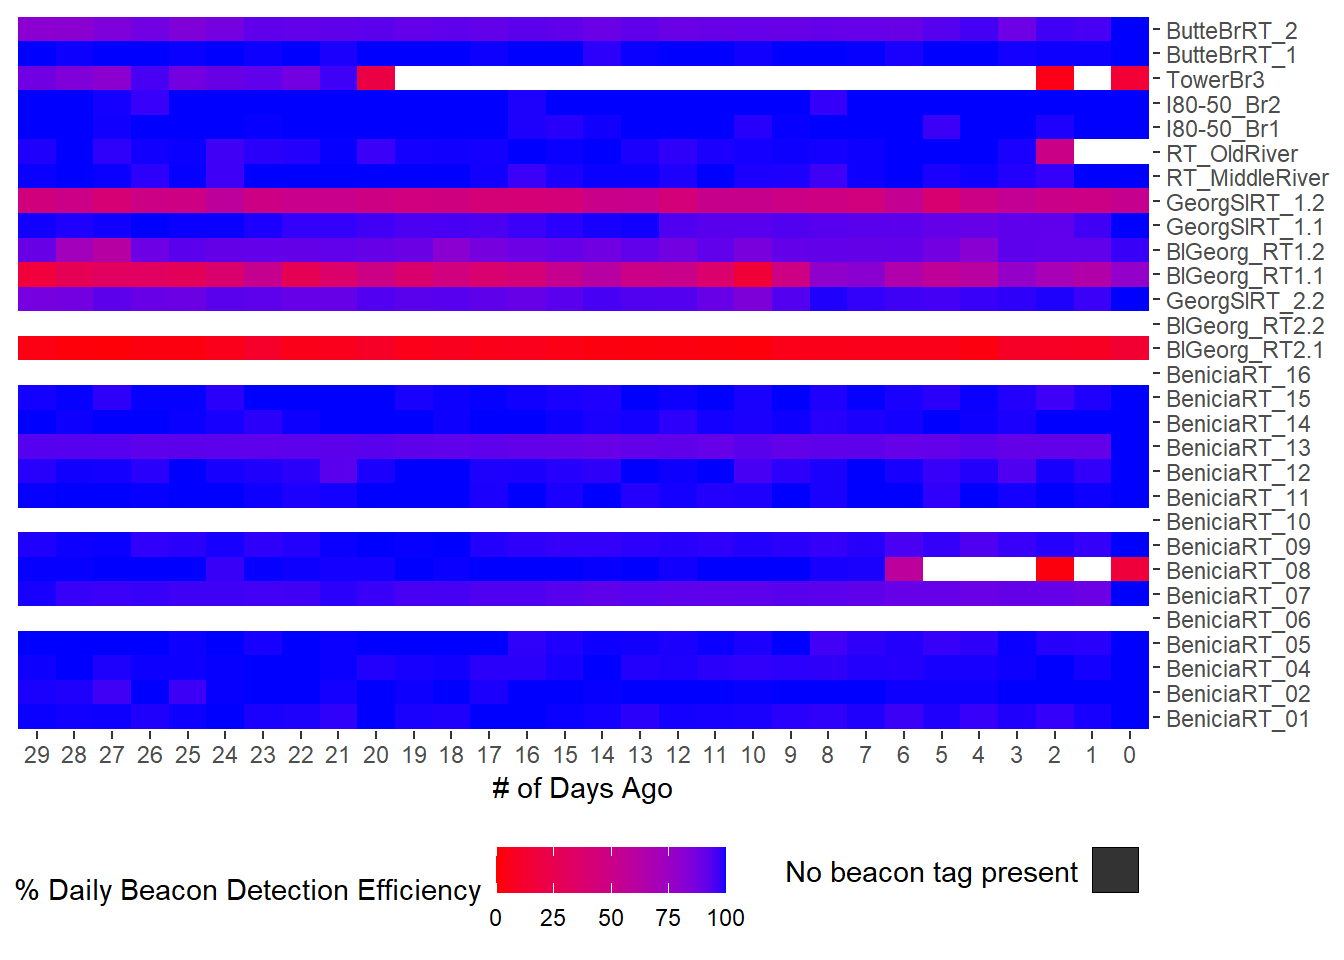 ButteBrRT_2
ButteBrRT_1
TowerBr3
I80-50_Br2
I80-50_Br1
RT_OldRiver
RT_MiddleRiver
GeorgSlRT_1.2
GeorgSlRT_1.1
BlGeorg_RT1.2
BlGeorg_RT1.1
GeorgSlRT_2.2
BlGeorg_RT2.2
BlGeorg_RT2.1
BeniciaRT_16
BeniciaRT_15
BeniciaRT_14
BeniciaRT_13
BeniciaRT_12
BeniciaRT_11
BeniciaRT_10
BeniciaRT_09
BeniciaRT_08
BeniciaRT_07
BeniciaRT_06
BeniciaRT_05
BeniciaRT_04
BeniciaRT_02
BeniciaRT_01
29 28 27 26 25 24 23 22 21 20 19 18 17 16 15 14 13 12 11 10 9 8 7 6 5 4 3 2 1 0
# of Days Ago
% Daily Beacon Detection Efficiency
0 25 50 75 100
No beacon tag present